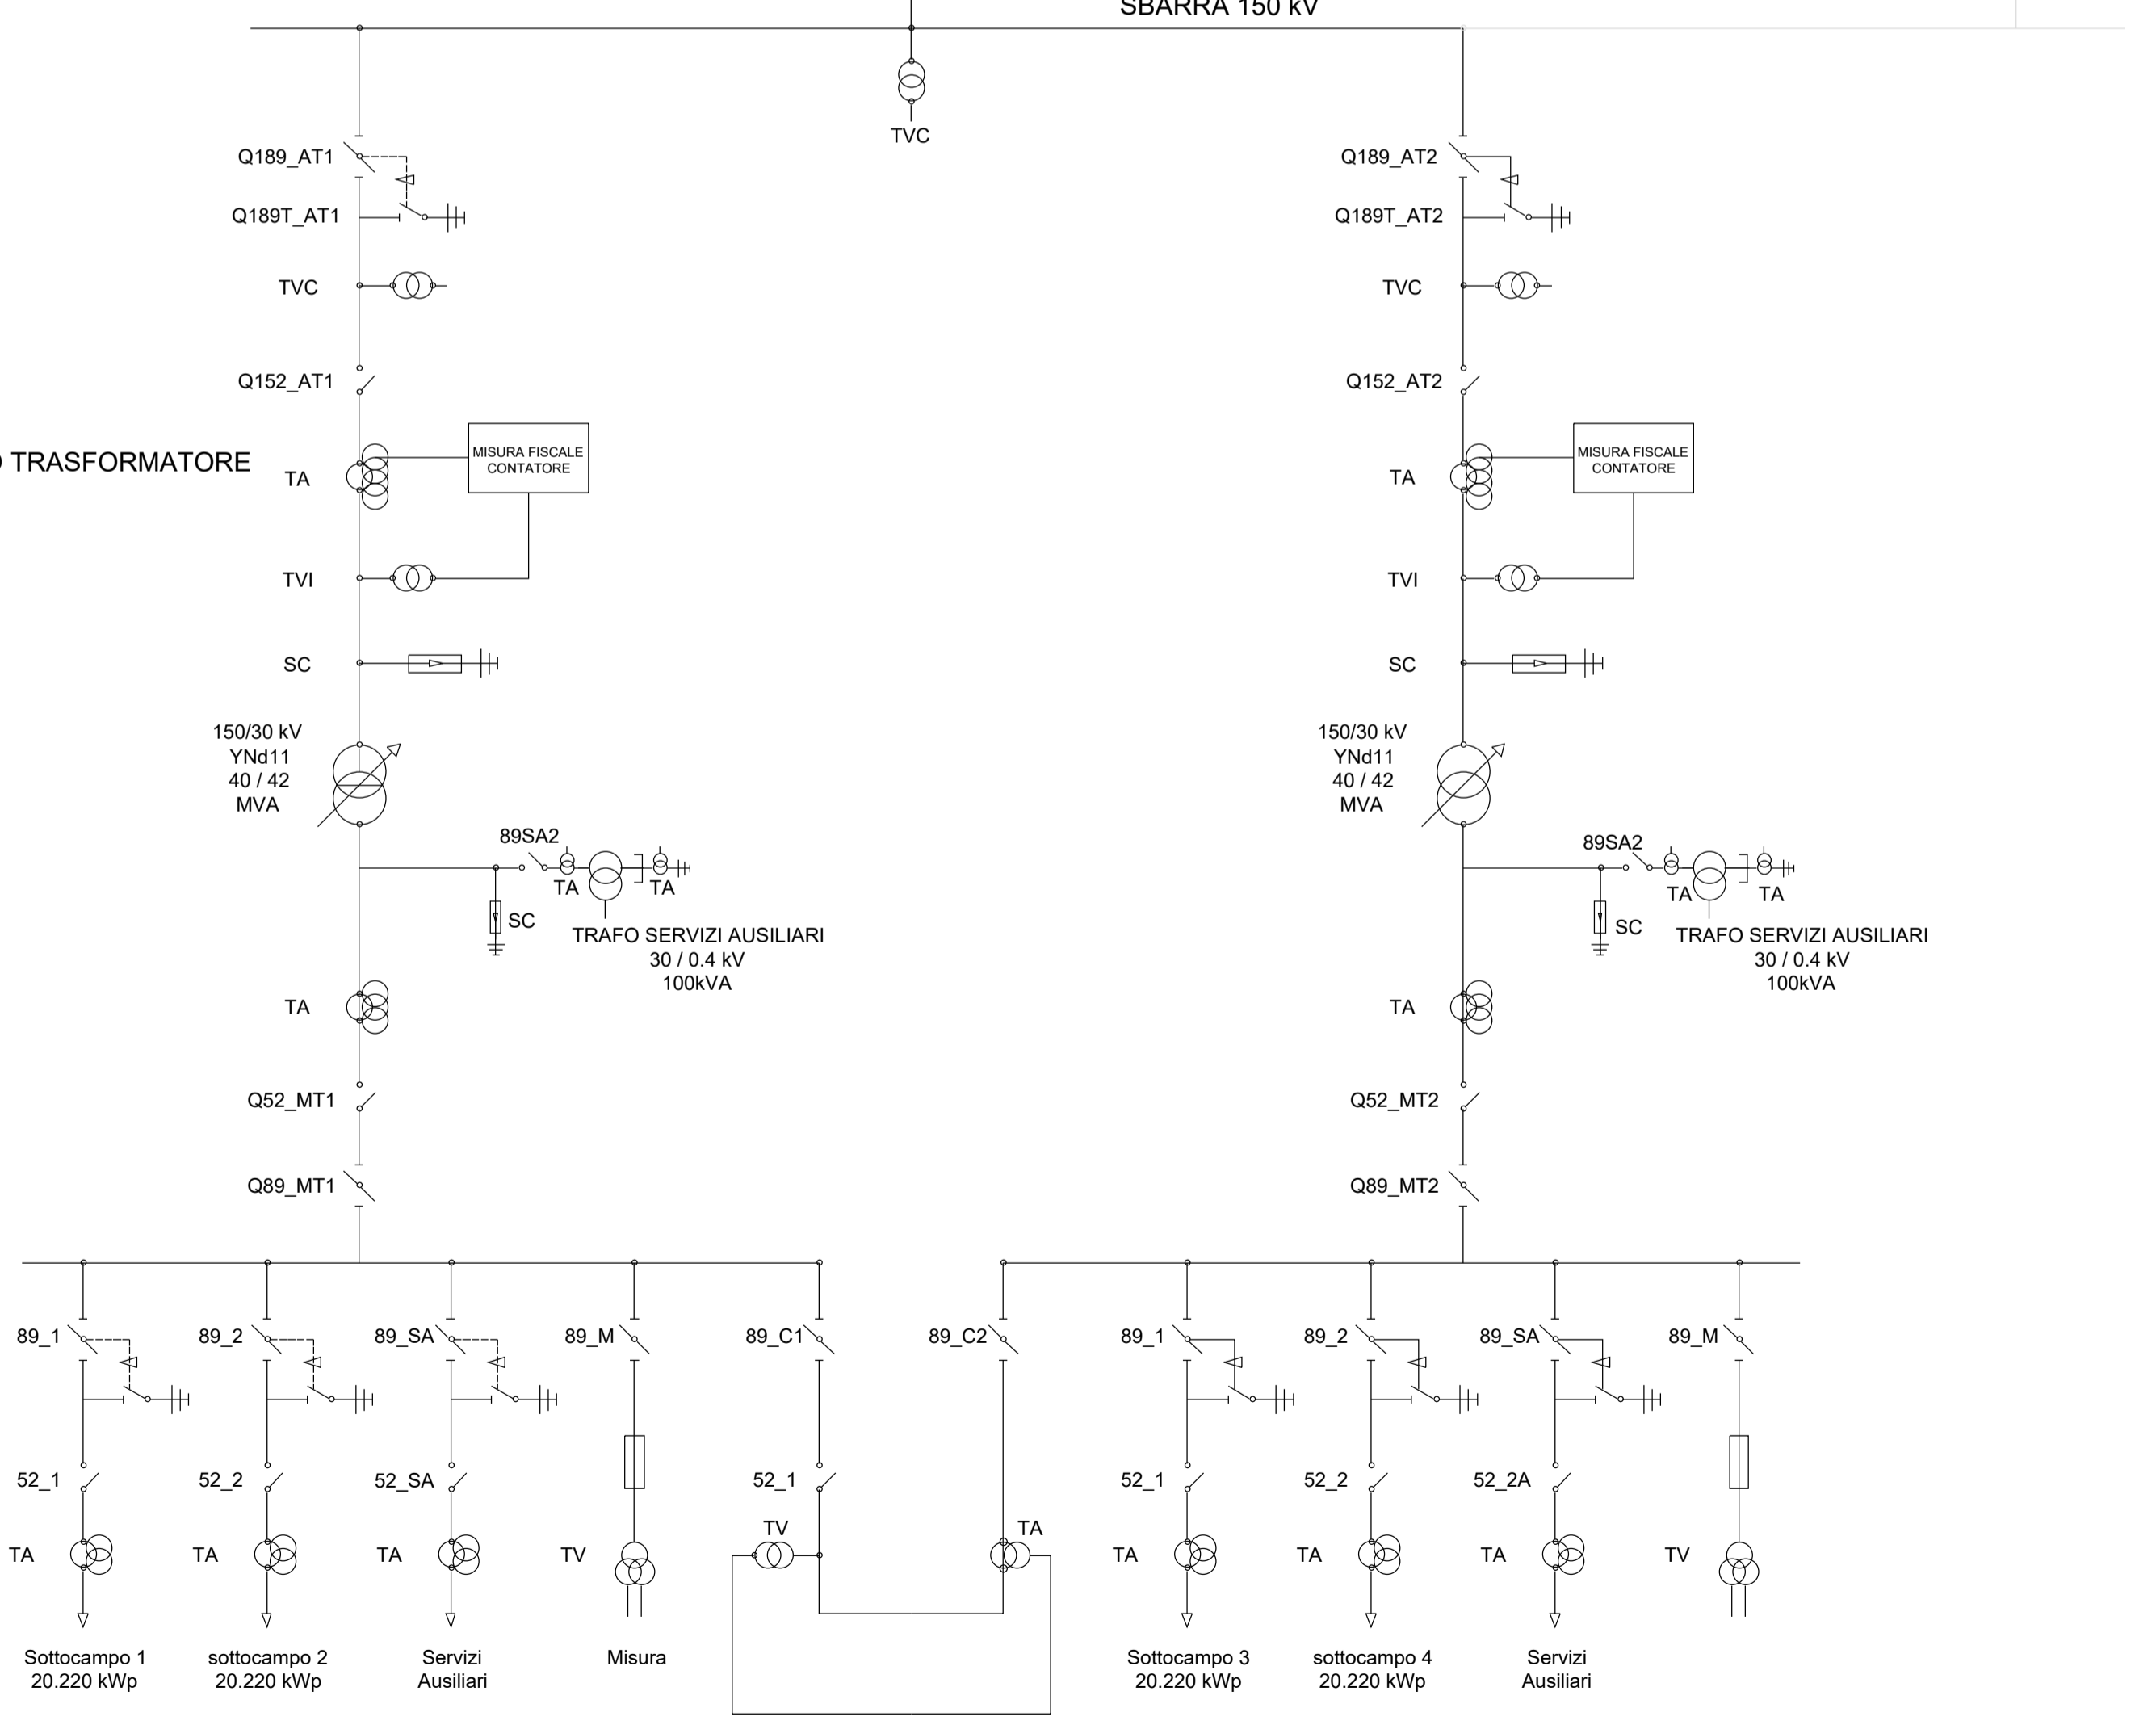 SBARRA 150 kV
TVC
Q189_AT1
Q189_AT2
Q189T_AT1
Q189T_AT2
TVC
TVC
Q152_AT1
Q152_AT2
TRASFORMATORE
TA
MISURA FISCALE
CONTATORE
TA
MISURA FISCALE
CONTATORE
TVI
TVI
SC
SC
150/30 kV
YNd11
40 / 42
MVA
150/30 kV
YNd11
40 / 42
MVA
89SA2
TA
TA
SC
TRAFO SERVIZI AUSILIARI
30 / 0.4 kV
100kVA
89SA2
TA
TA
SC
TRAFO SERVIZI AUSILIARI
30 / 0.4 kV
100kVA
TA
TA
Q52_MT1
Q52_MT2
Q89_MT1
Q89_MT2
89_1
89_2
89_SA
89_M
89_C1
89_C2
89_1
89_2
89_SA
89_M
52_1
52_2
52_SA
52_1
52_1
52_2
52_2A
TV
TA
TA
TA
TA
TV
TA
TA
TA
TV
Sottocampo 1
20.220 kWp
sottocampo 2
20.220 kWp
Servizi
Ausiliari
Misura
Sottocampo 3
20.220 kWp
sottocampo 4
20.220 kWp
Servizi
Ausiliari